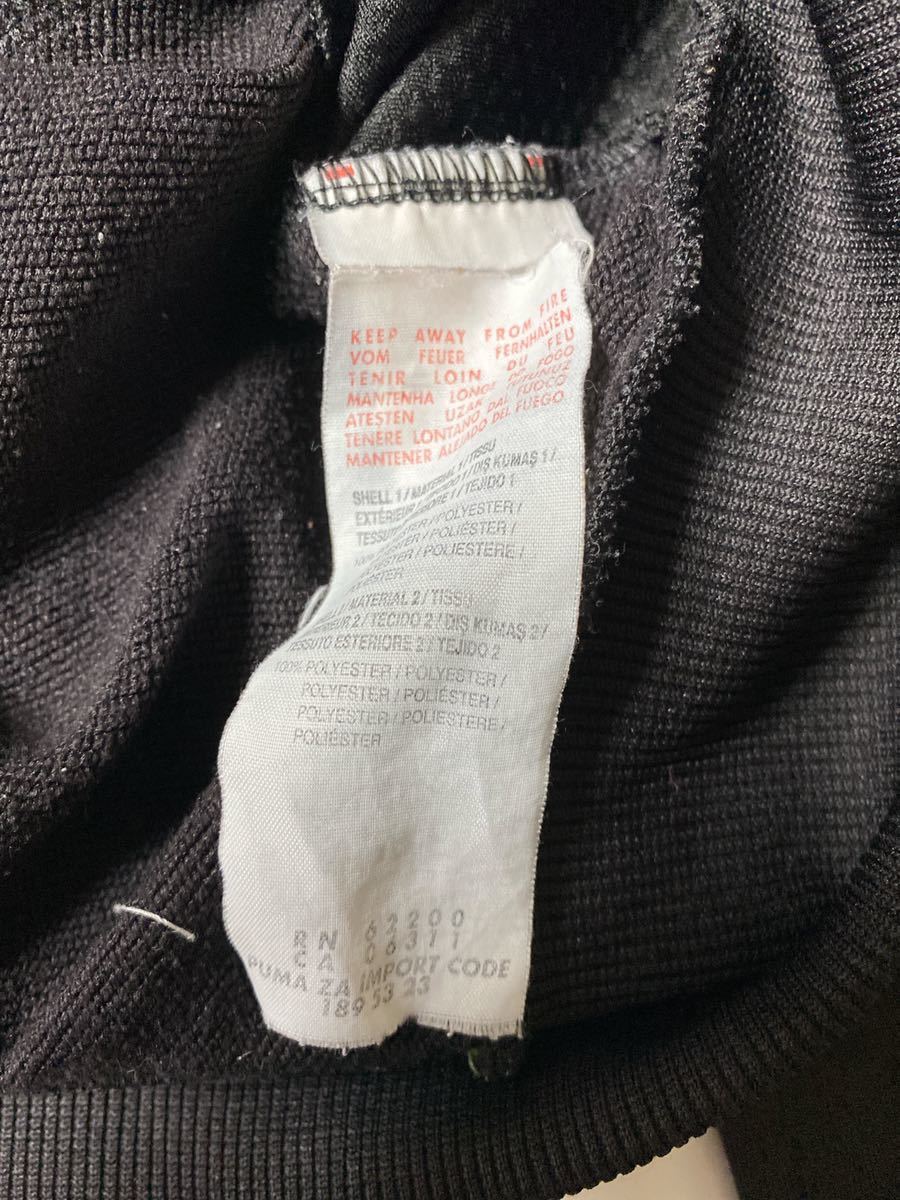 KEEP AWAY FROM FIRE
VOM FEUER FERNHALTEN
TENIR LOIN DU FEU
MANTENHA LONGE DO FOGO
ATEŞTEN UZAK TUTUNUZ
TENERE LONTANO DAL FUOCO
MANTENER ALEJADO DEL FUEGO
SHELL 1 / MATERIAL 1 / TISSU
EXTÉRIEUR 1 / TECIDO 1 / DIŞ KUMAŞ 1 /
TESSUTO 1 / TEJIDO 1
100% POLYESTER / POLYESTER /
POLYESTER / POLIÉSTER /
POLYESTER / POLIESTERE /
/ MATERIAL 2 / TISSU
2 / TECIDO 2 / DIŞ KUMAŞ 2 /
TESSUTO ESTERIORE 2 / TEJIDO 2
100% POLYESTER / POLYESTER /
POLYESTER / POLIÉSTER /
POLYESTER / POLIESTERE /
POLIÉSTER
RN 62200
CA 06311
PUMA ZA IMPORT CODE
189 53 23